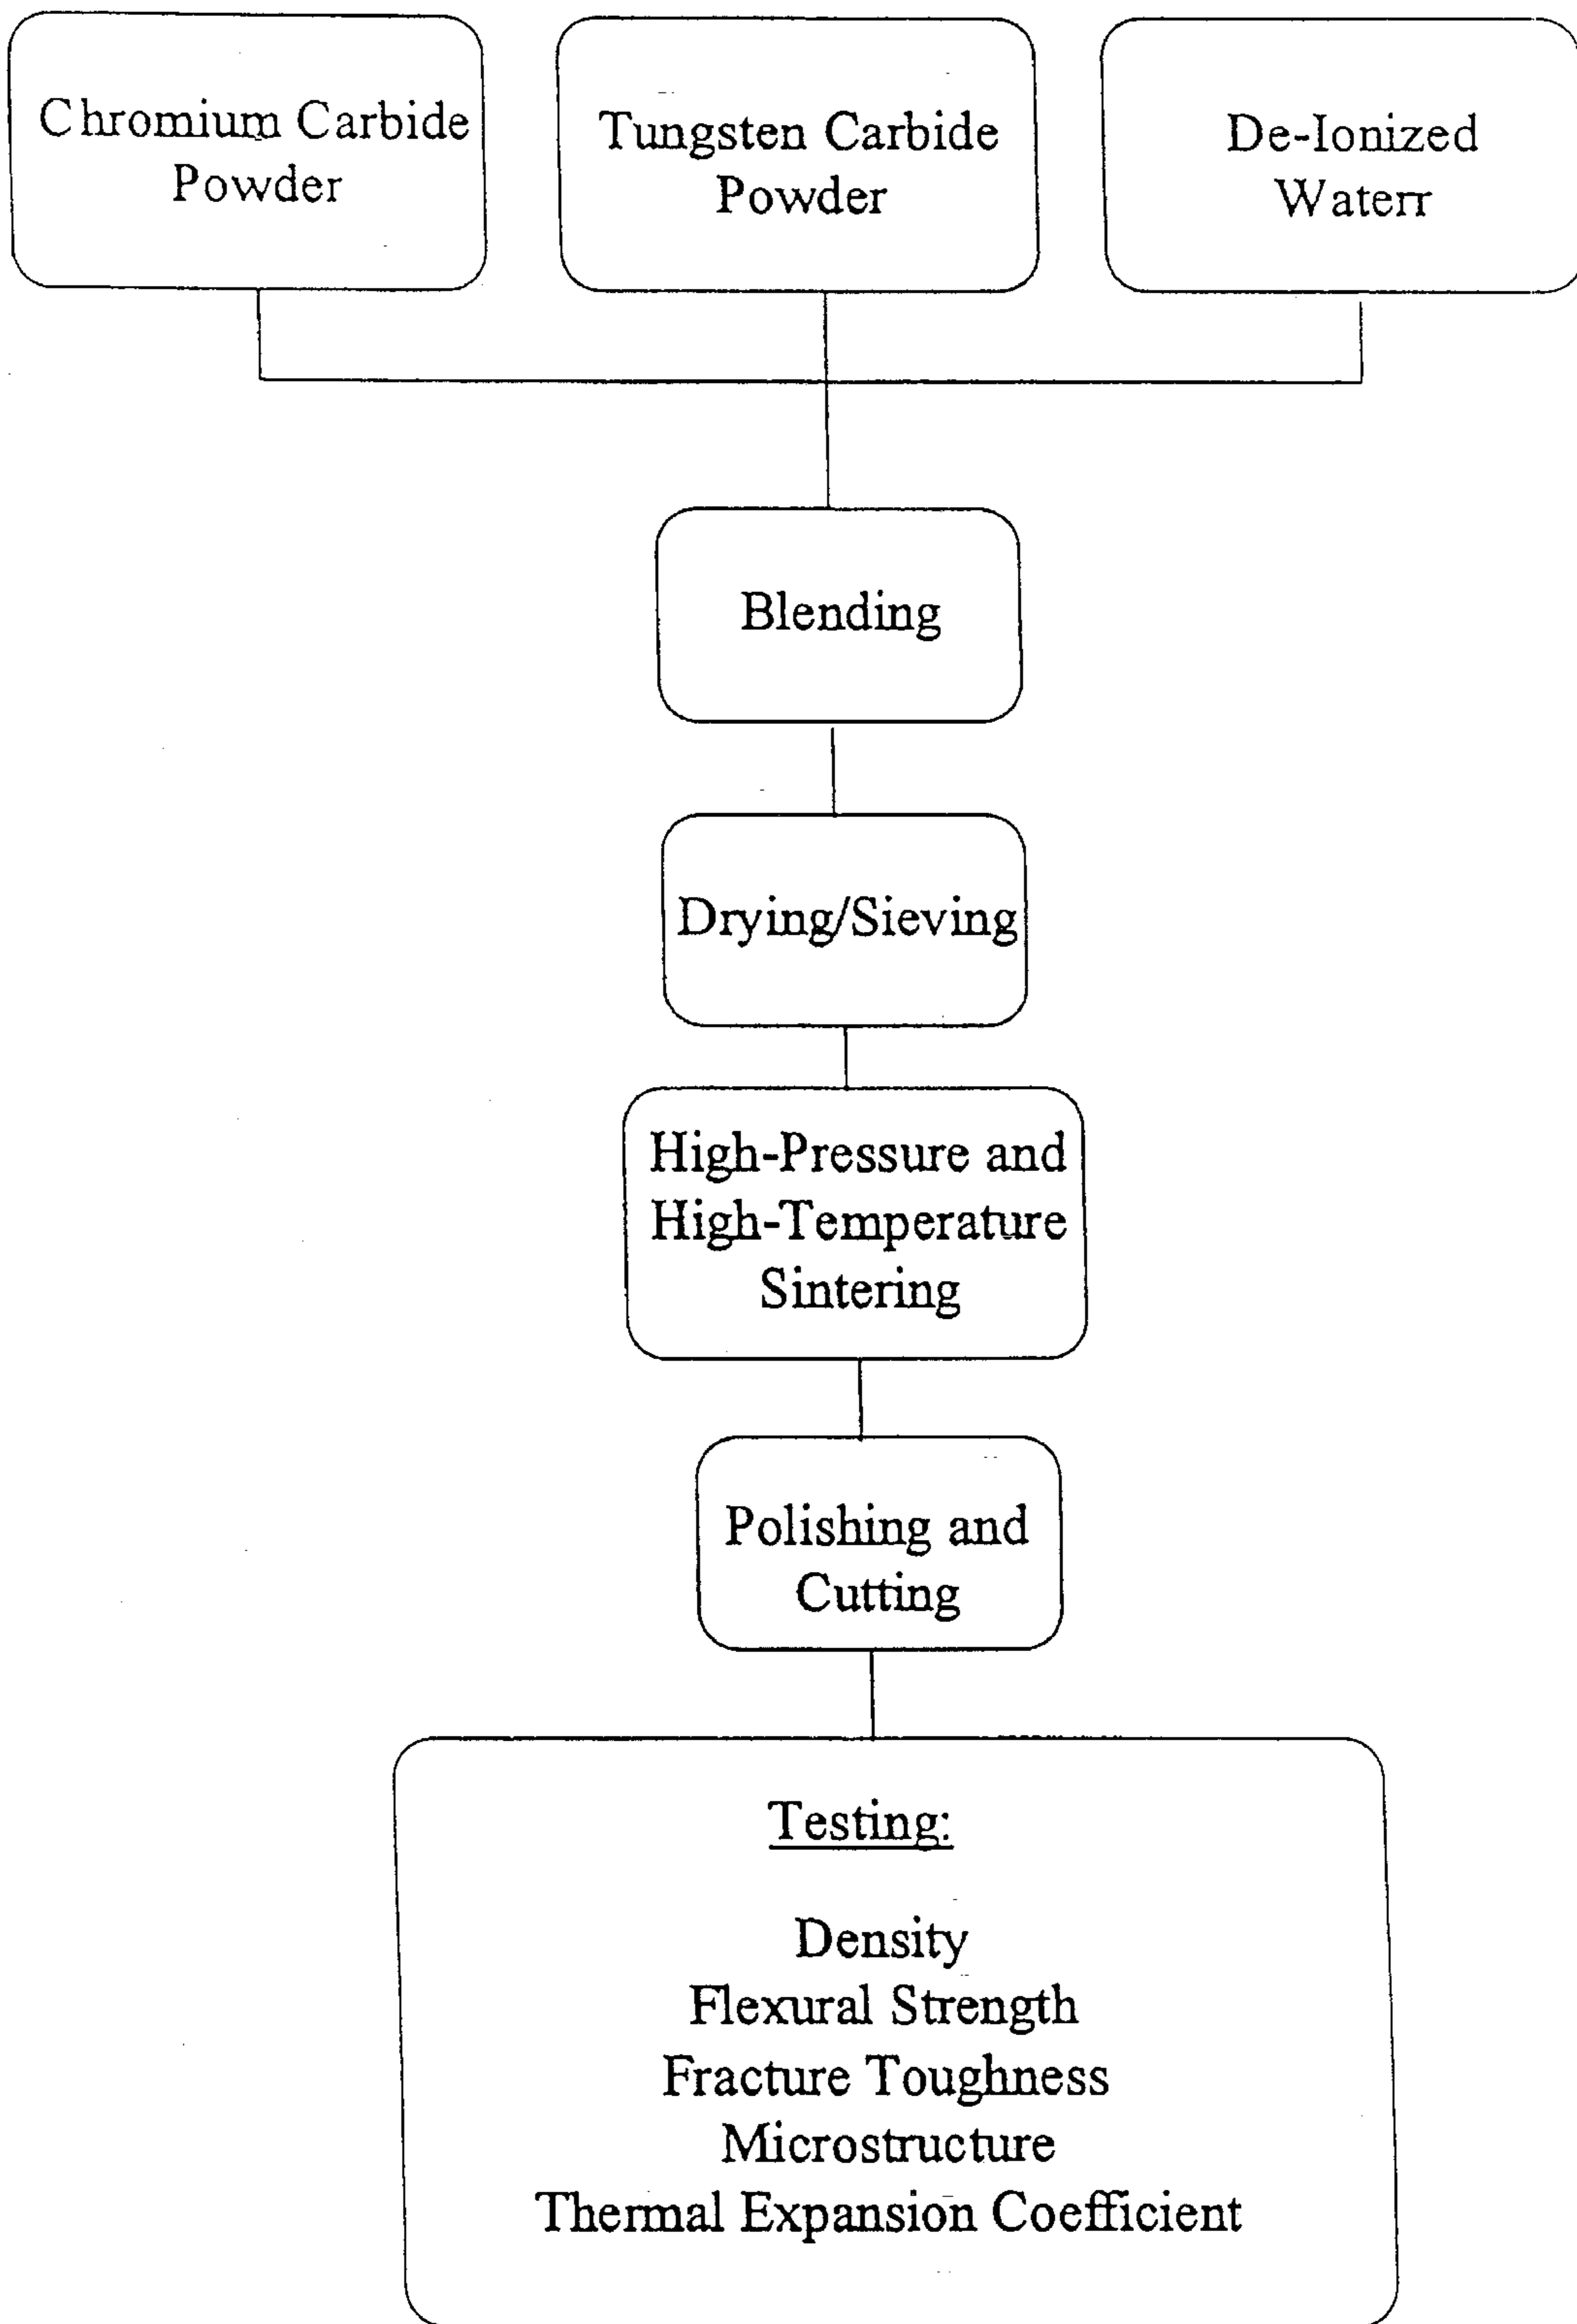 Chromium Carbide
Powder
Tungsten Carbide
Powder
De-Ionized
Waterr
Blending
Drying/Sieving
High-Pressure and
High-Temperature
Sintering
Polishing and
Cutting
Testing:
Density
Flexural Strength
Fracture Toughness
Microstructure
Thermal Expansion Coefficient